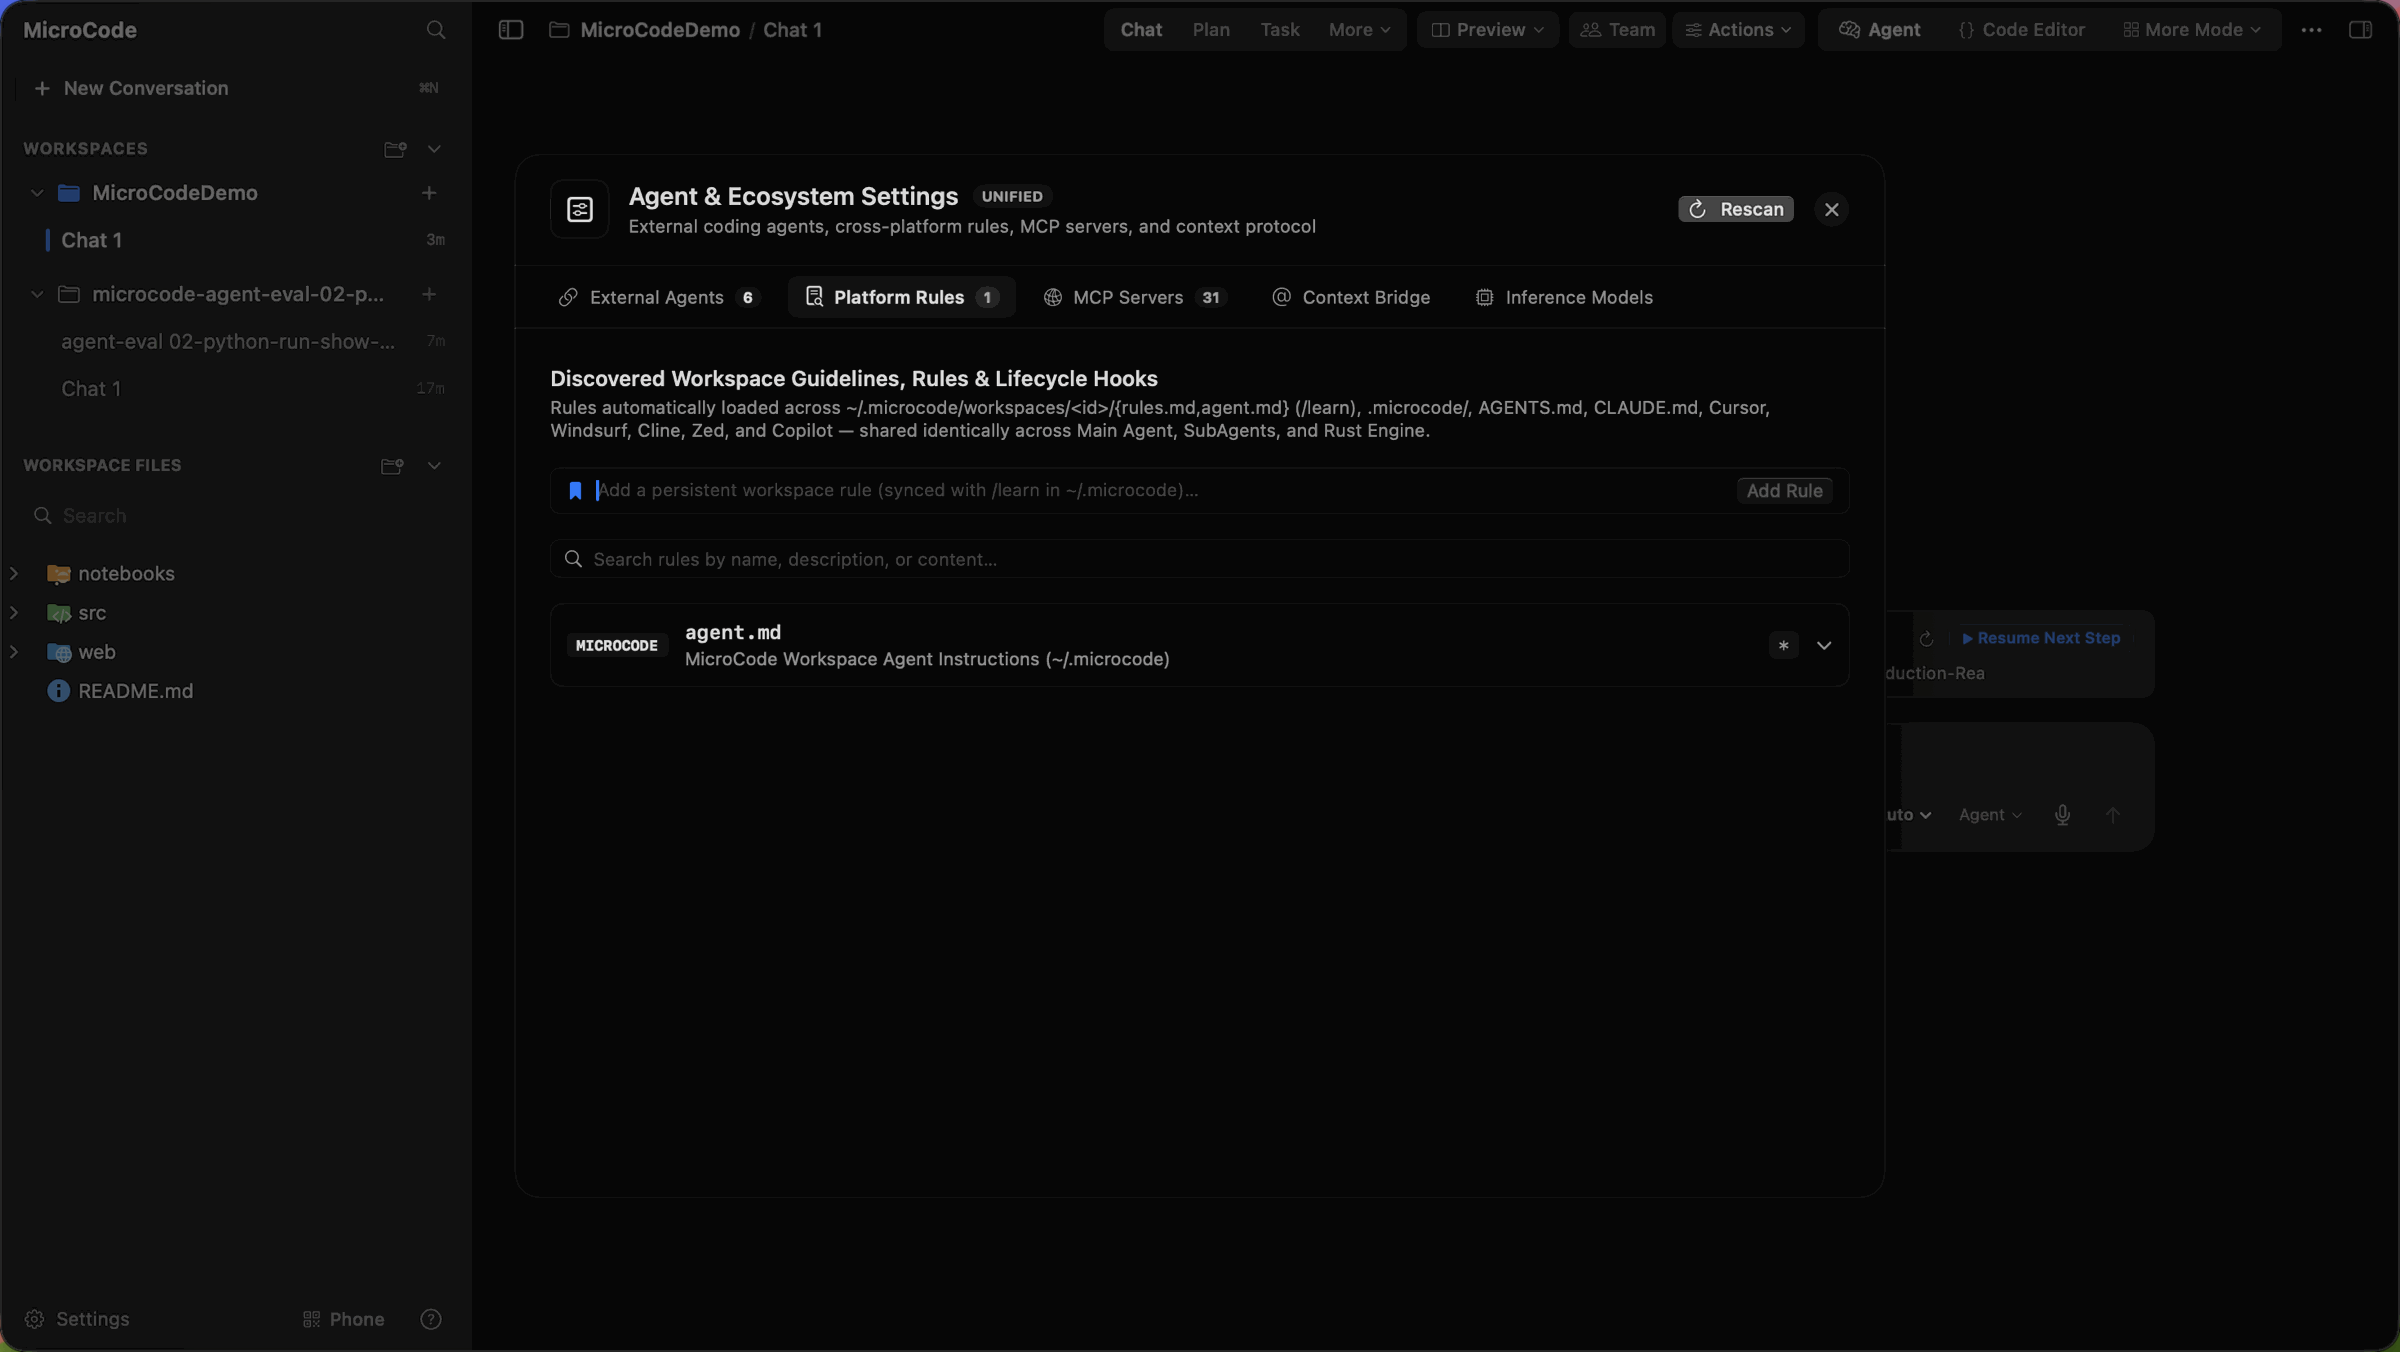 MicroCode
New Conversation
⌘N
WORKSPACES
MicroCodeDemo
Chat 1
3m
microcode-agent-eval-02-p...
agent-eval 02-python-run-show-...
7m
Chat 1
17m
WORKSPACE FILES
Search
notebooks
src
web
README.md
Settings
Phone
MicroCodeDemo / Chat 1
Chat
Plan
Task
More
Preview
Team
Actions
Agent
Code Editor
More Mode
Agent & Ecosystem Settings
UNIFIED
External coding agents, cross-platform rules, MCP servers, and context protocol
Rescan
External Agents 6
Platform Rules 1
MCP Servers 31
Context Bridge
Inference Models
Discovered Workspace Guidelines, Rules & Lifecycle Hooks
Rules automatically loaded across ~/.microcode/workspaces/<id>/{rules.md,agent.md} (/learn), .microcode/, AGENTS.md, CLAUDE.md, Cursor,
Windsurf, Cline, Zed, and Copilot — shared identically across Main Agent, SubAgents, and Rust Engine.
Add a persistent workspace rule (synced with /learn in ~/.microcode)...
Add Rule
Search rules by name, description, or content...
MICROCODE
agent.md
MicroCode Workspace Agent Instructions (~/.microcode)
*
Resume Next Step
duction-Rea
uto
Agent